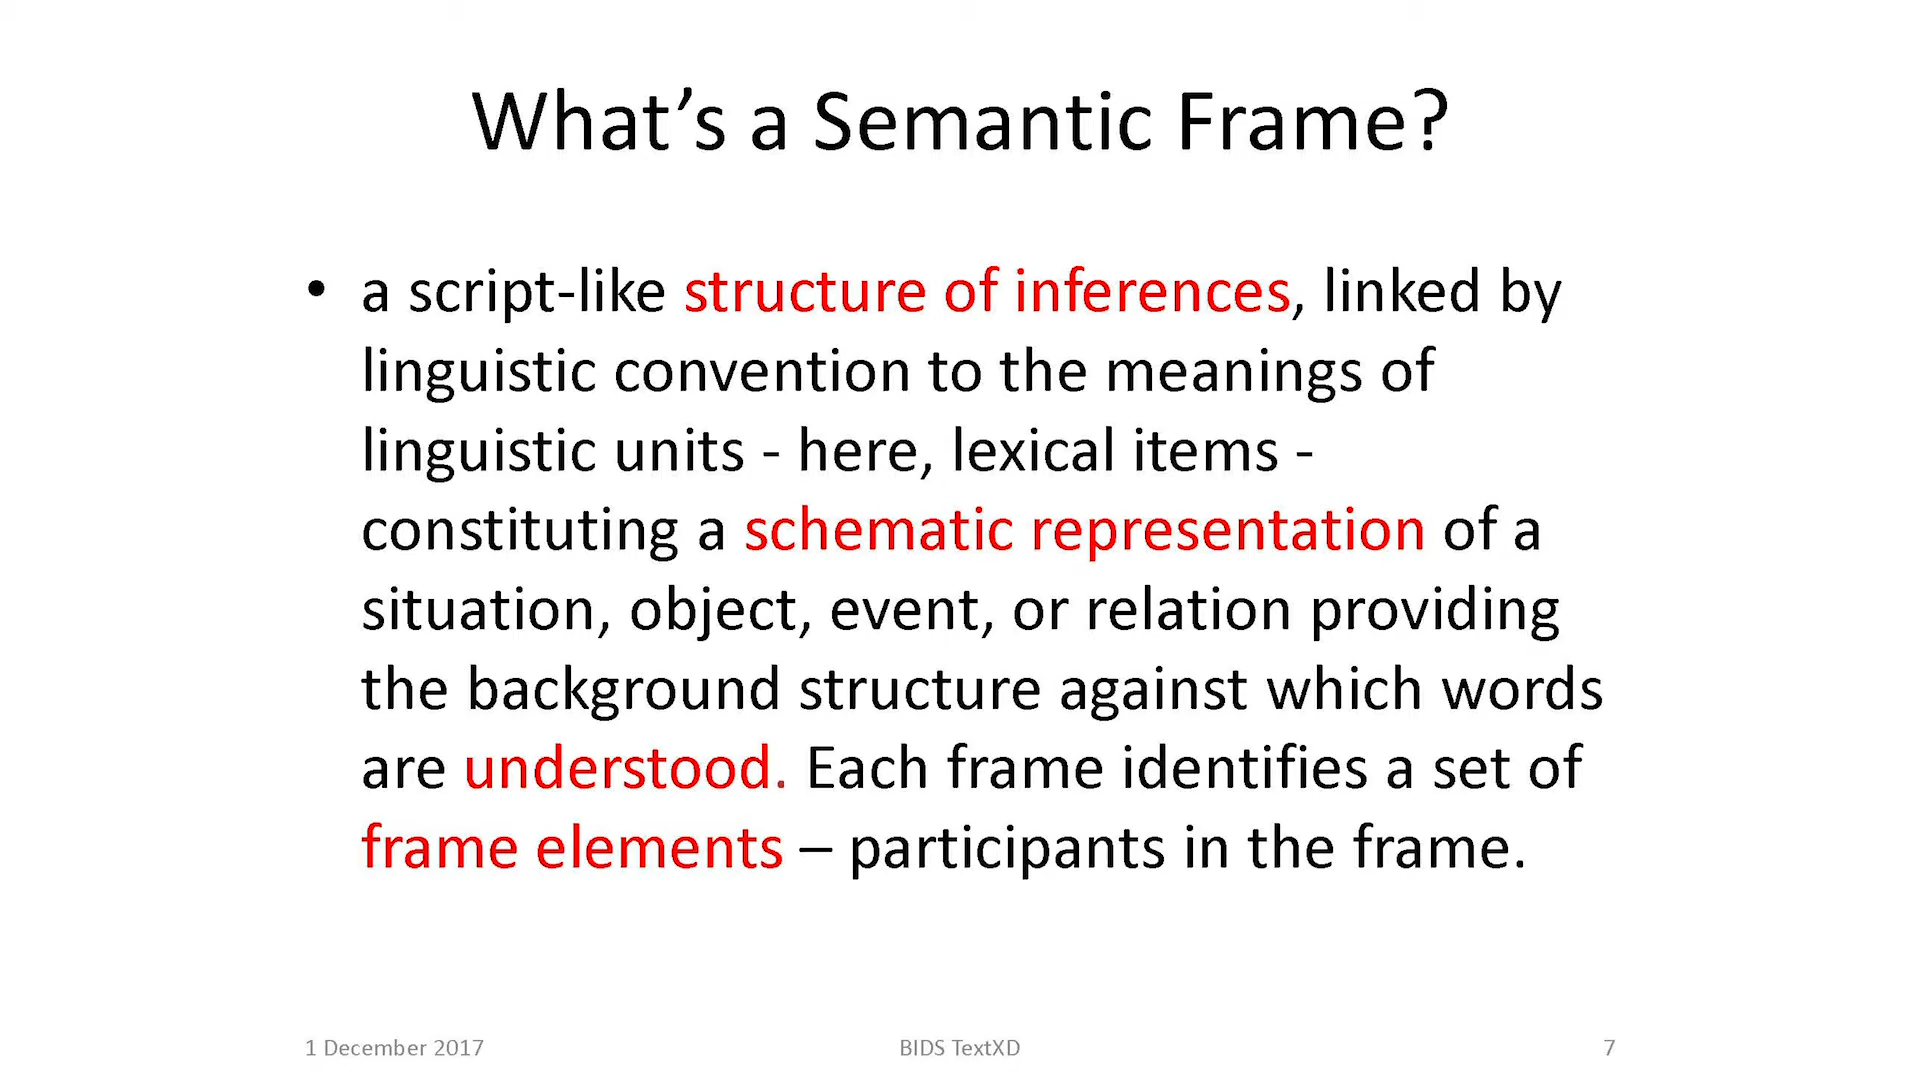 What’s a Semantic Frame?
• a script-like structure of inferences, linked by
linguistic convention to the meanings of
linguistic units - here, lexical items -
constituting a schematic representation of a
situation, object, event, or relation providing
the background structure against which words
are understood. Each frame identifies a set of
frame elements – participants in the frame.
1 December 2017
BIDS TextXD
7